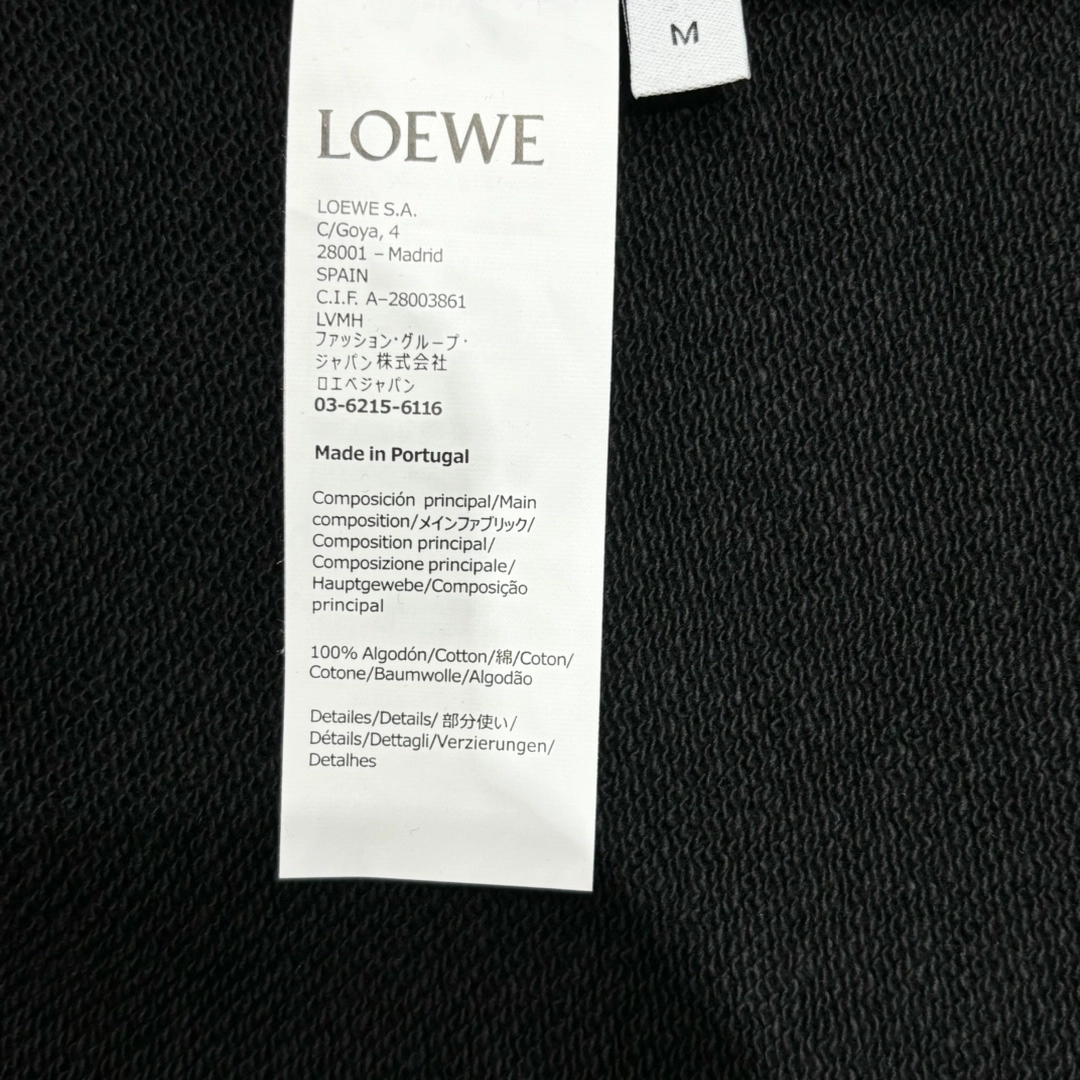 M
LOEWE
LOEWE S.A.
C/Goya, 4
28001 – Madrid
SPAIN
C.I.F. A–28003861
LVMH
ファッション･グループ･
ジャパン株式会社
ロエベジャパン
03-6215-6116
Made in Portugal
Composición principal/Main
composition/メインファブリック/
Composition principal/
Composizione principale/
Hauptgewebe/Composição
principal
100% Algodón/Cotton/綿/Coton/
Cotone/Baumwolle/Algodão
Detailes/Details/ 部分使い/
Détails/Dettagli/Verzierungen/
Detalhes